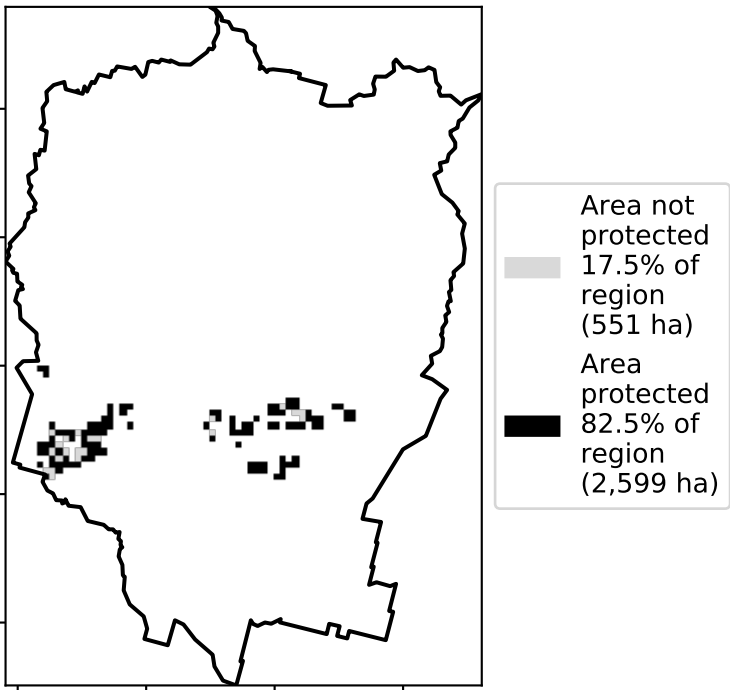 Area not
protected
17.5% of
region
(551 ha)
Area
protected
82.5% of
region
(2,599 ha)